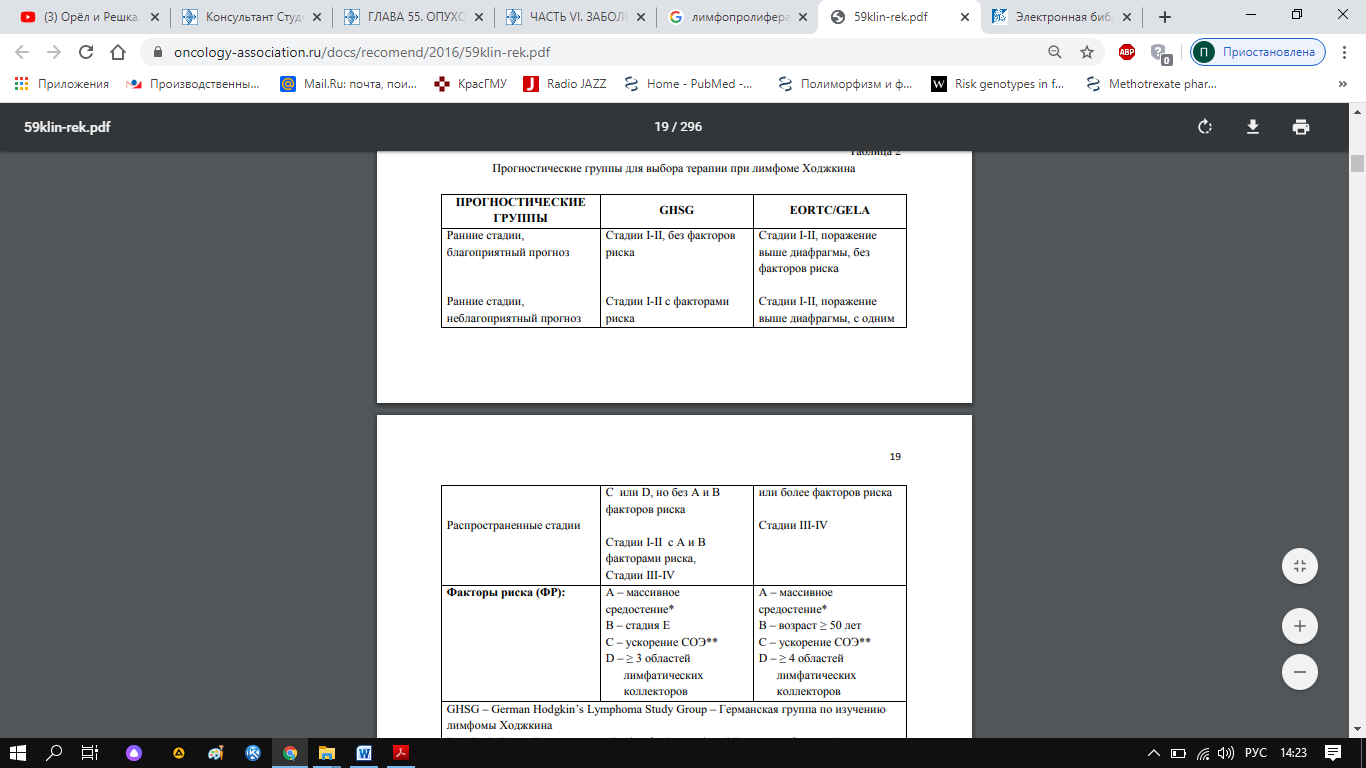 (3) Орёл и Решка.
Консультант Студ
ГЛАВА 55. ОПУХО
ЧАСТЬ VI. ЗАБОЛЕ
лимфопролифера
59klin-rek.pdf
Электронная биб
oncology-association.ru/docs/recomend/2016/59klin-rek.pdf
ABP
0
П
Приостановлена
Приложения
Производственны...
Mail.Ru: почта, пои...
КрасГМУ
Radio JAZZ
Home - PubMed -...
Полиморфизм и ф...
Risk genotypes in f...
Methotrexate phar...
»
59klin-rek.pdf
19 / 296
Таблица 2
Прогностические группы для выбора терапии при лимфоме Ходжкина
ПРОГНОСТИЧЕСКИЕ
ГРУППЫ
GHSG
EORTC/GELA
Ранние стадии,
благоприятный прогноз
Стадии I-II, без факторов
риска
Стадии I-II, поражение
выше диафрагмы, без
факторов риска
Ранние стадии,
неблагоприятный прогноз
Стадии I-II с факторами
риска
Стадии I-II, поражение
выше диафрагмы, с одним
19
С или D, но без А и В
факторов риска
или более факторов риска
Распространенные стадии
Стадии I-II с А и В
факторами риска,
Стадии III-IV
Стадии III-IV
Факторы риска (ФР):
А – массивное
средостение*
В – стадия Е
С – ускорение СОЭ**
D – ≥ 3 областей
лимфатических
коллекторов
А – массивное
средостение*
В – возраст ≥ 50 лет
С – ускорение СОЭ**
D – ≥ 4 областей
лимфатических
коллекторов
GHSG – German Hodgkin’s Lymphoma Study Group – Германская группа по изучению
лимфомы Ходжкина
РУС
14:23